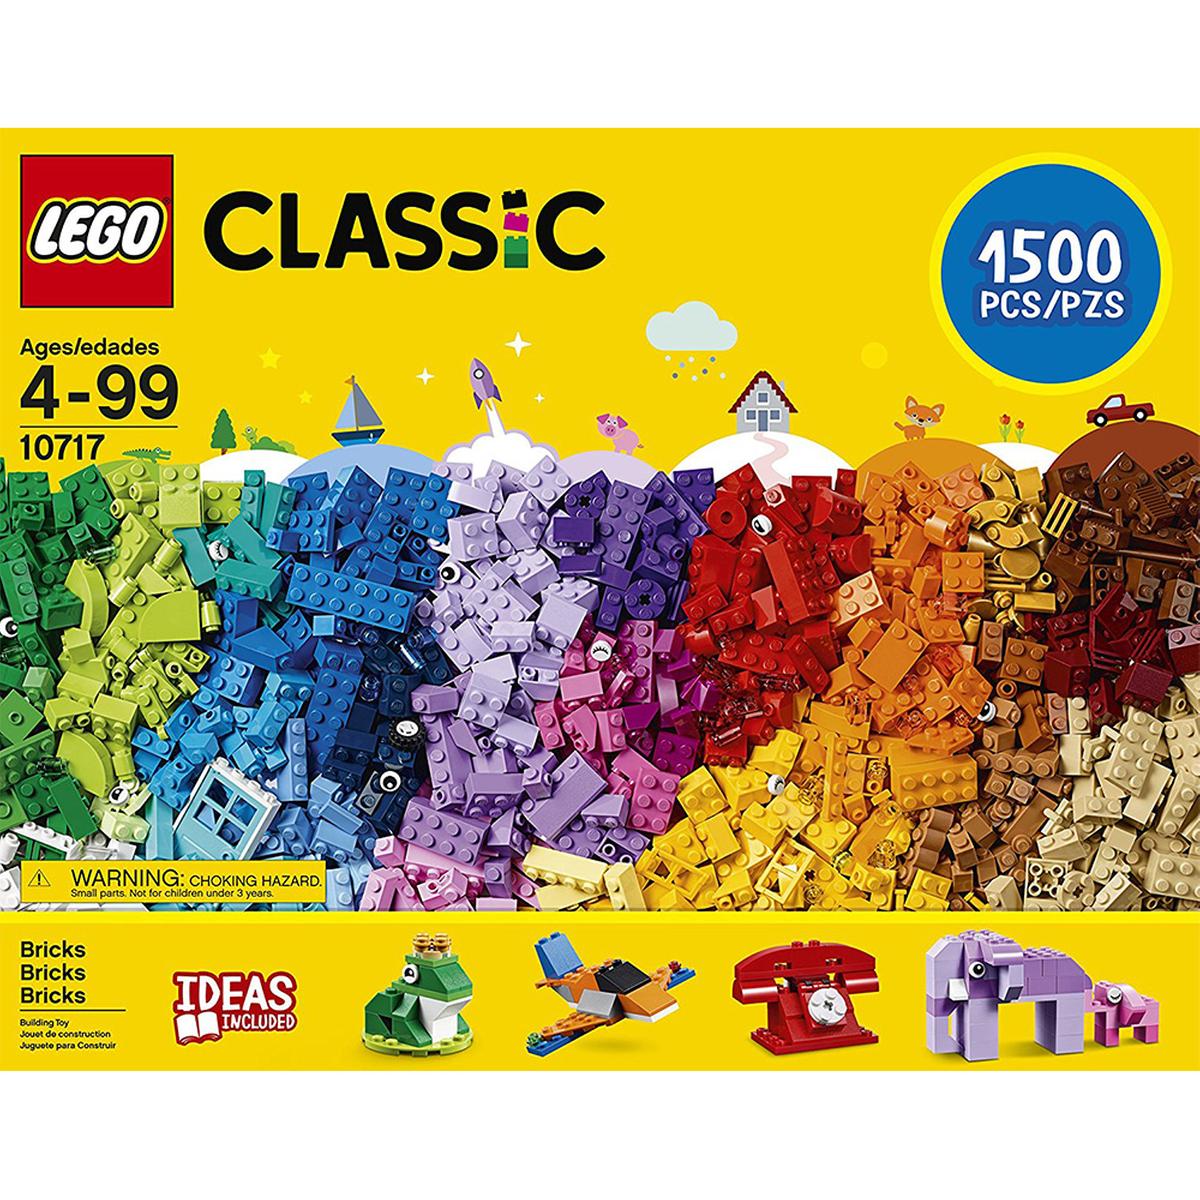 LEGO
CLASSiC
1500
PCS/PZS
Ages/edades
4-99
10717
WARNING: CHOKING HAZARD.
Small parts. Not for children under 3 years.
Bricks
Bricks
Bricks
Building Toy
Jouet de construction
Juguete para Construir
IDEAS
INCLUDED